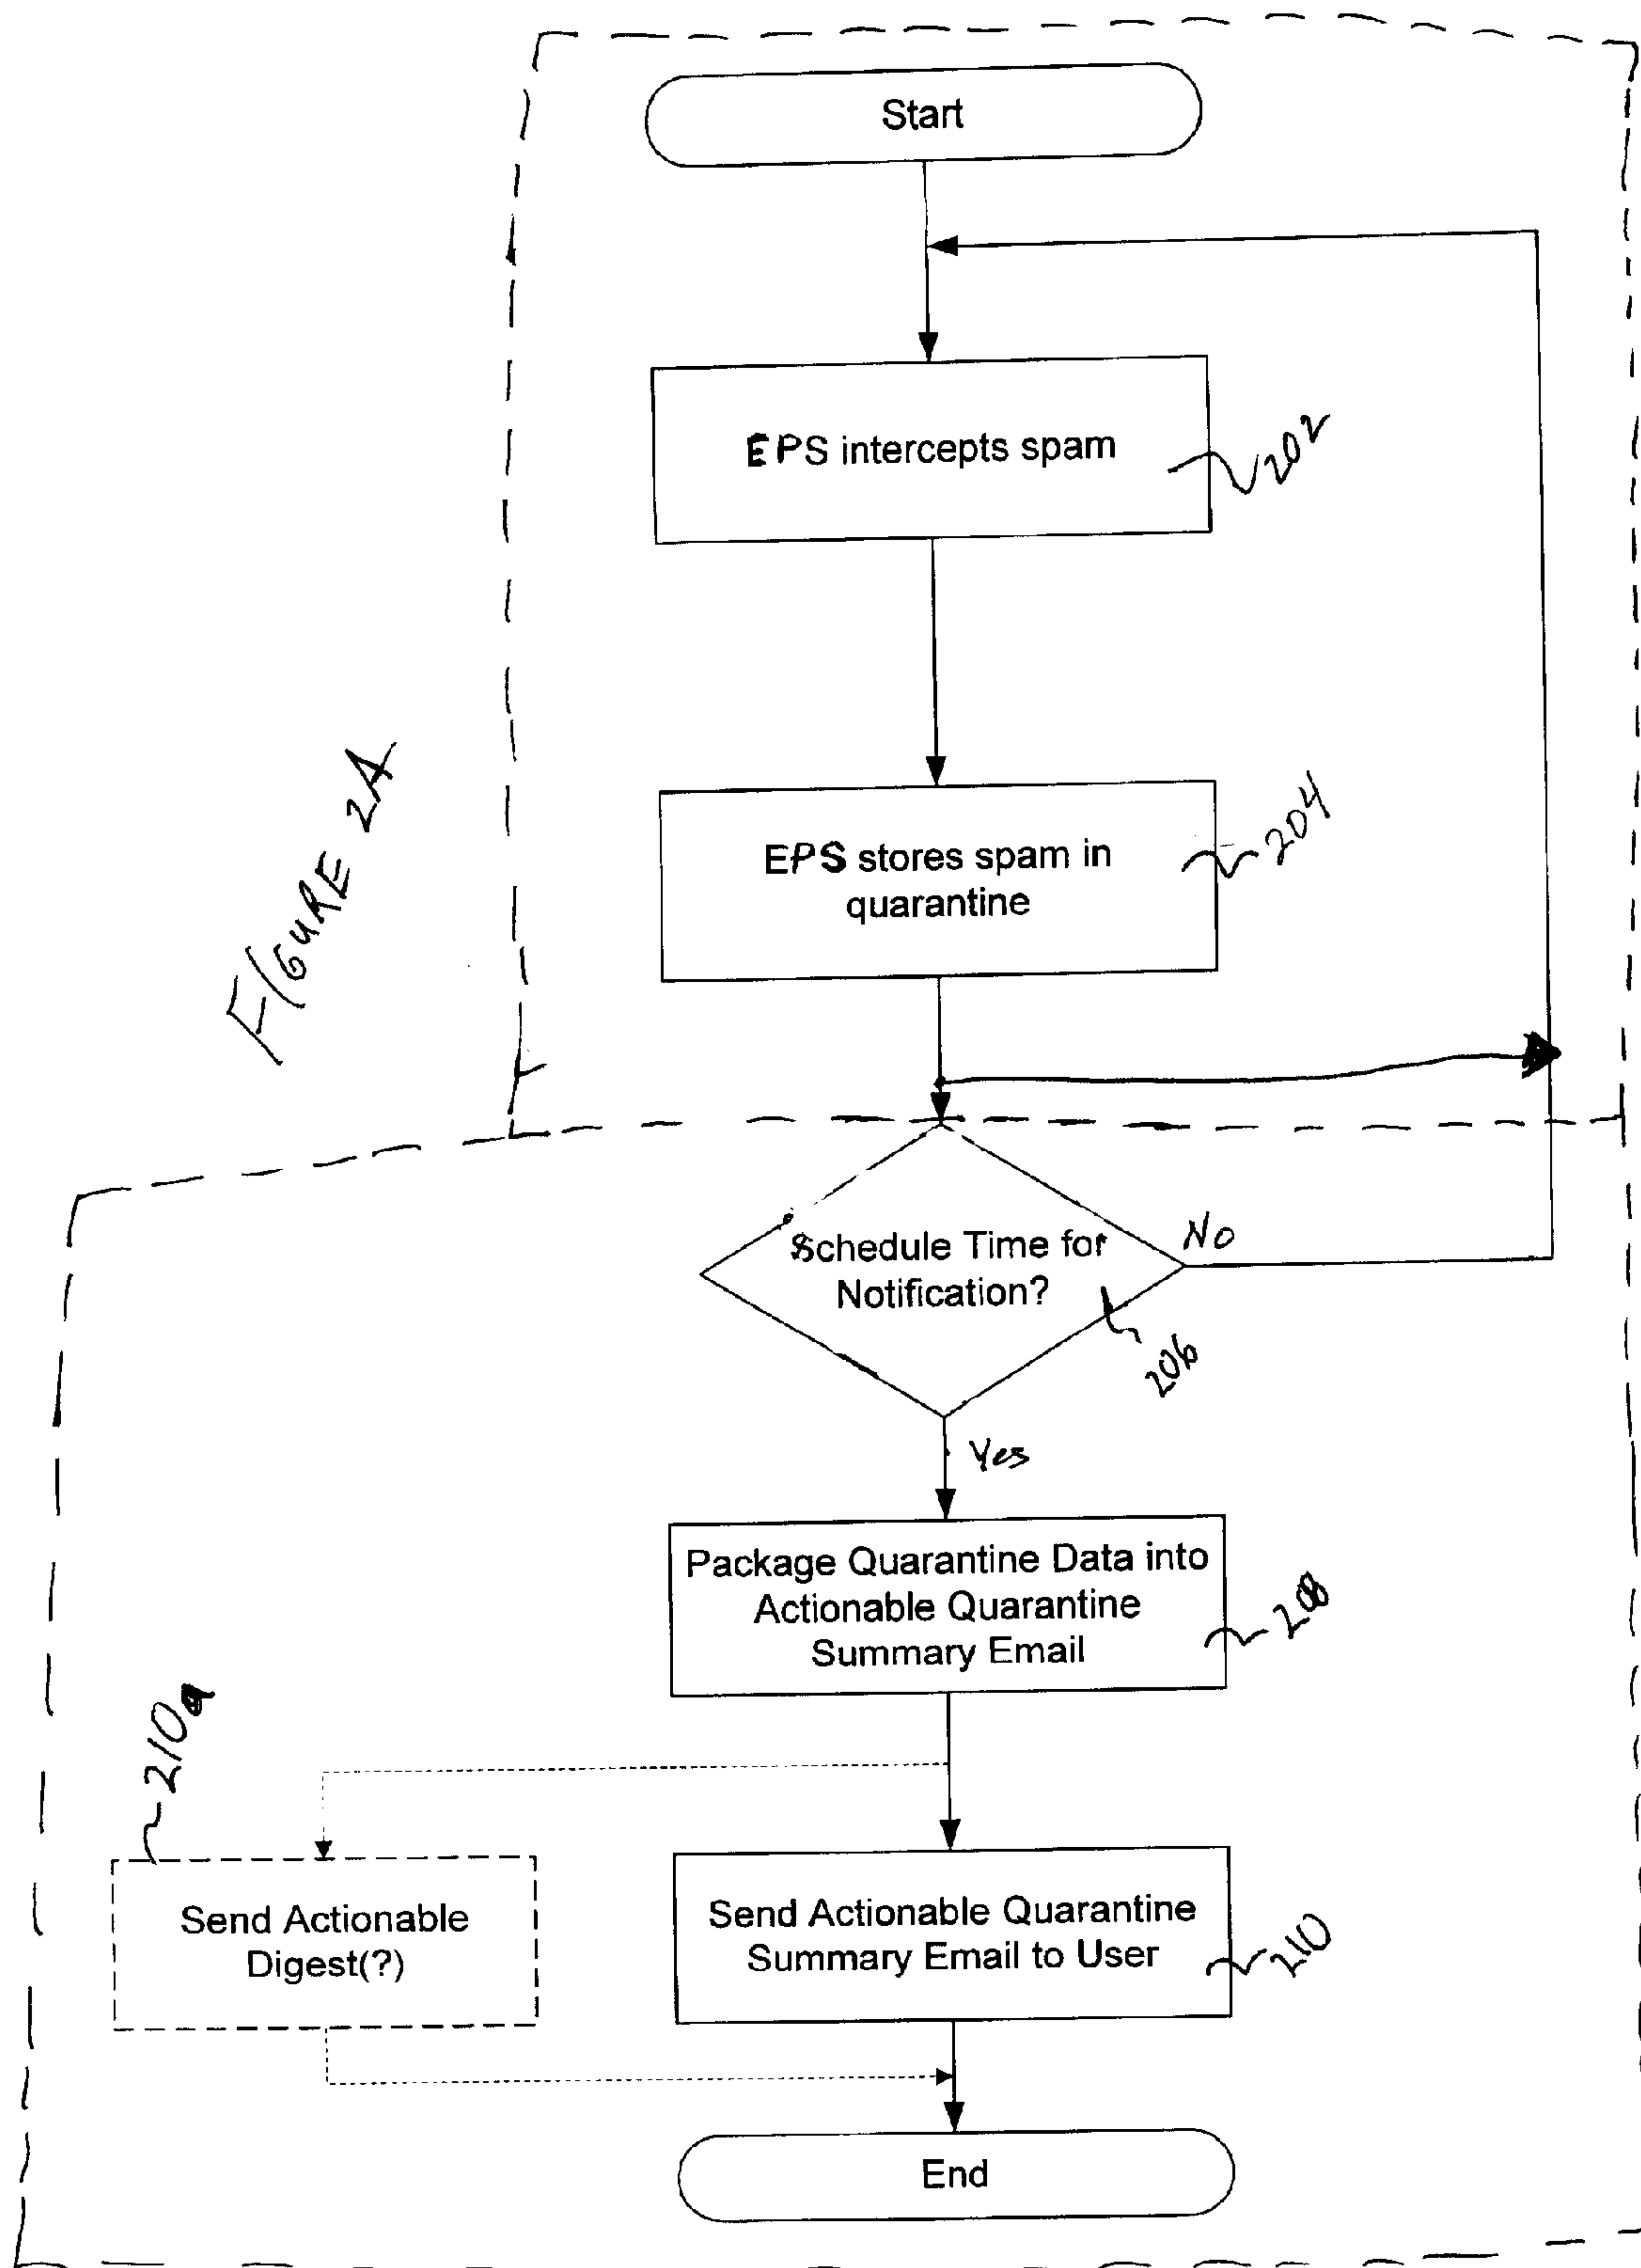 Start
EPS intercepts spam
202
FIGURE 2A
EPS stores spam in
quarantine
204
Schedule Time for
Notification?
No
206
Yes
Package Quarantine Data into
Actionable Quarantine
Summary Email
208
210a
Send Actionable
Digest(?)
Send Actionable Quarantine
Summary Email to User
210
End